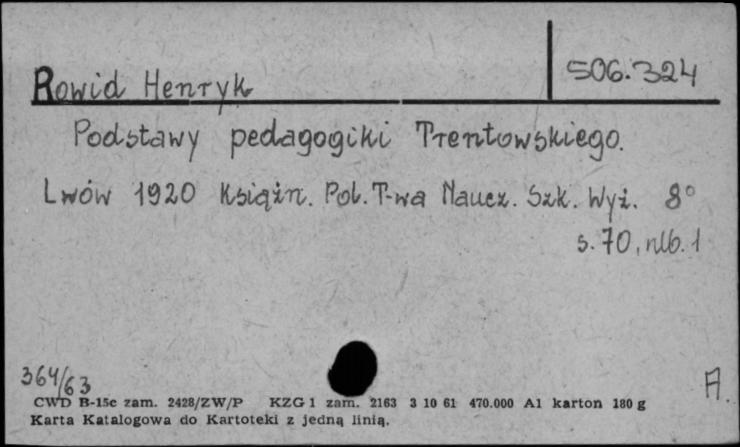 506.324
Rowid Henryk
Podstawy pedagogiki Trentowskiego.
Lwów 1920 Książn. Pol. T-wa Naucz. Szk. Wyż. 8°
s. 70, nlb. 1
364/63
A.
CWD B-15c zam. 2428/ZW/P KZG 1 zam. 2163 3 10 61 470.000 A1 karton 180 g
Karta Katalogowa do Kartoteki z jedną linią.